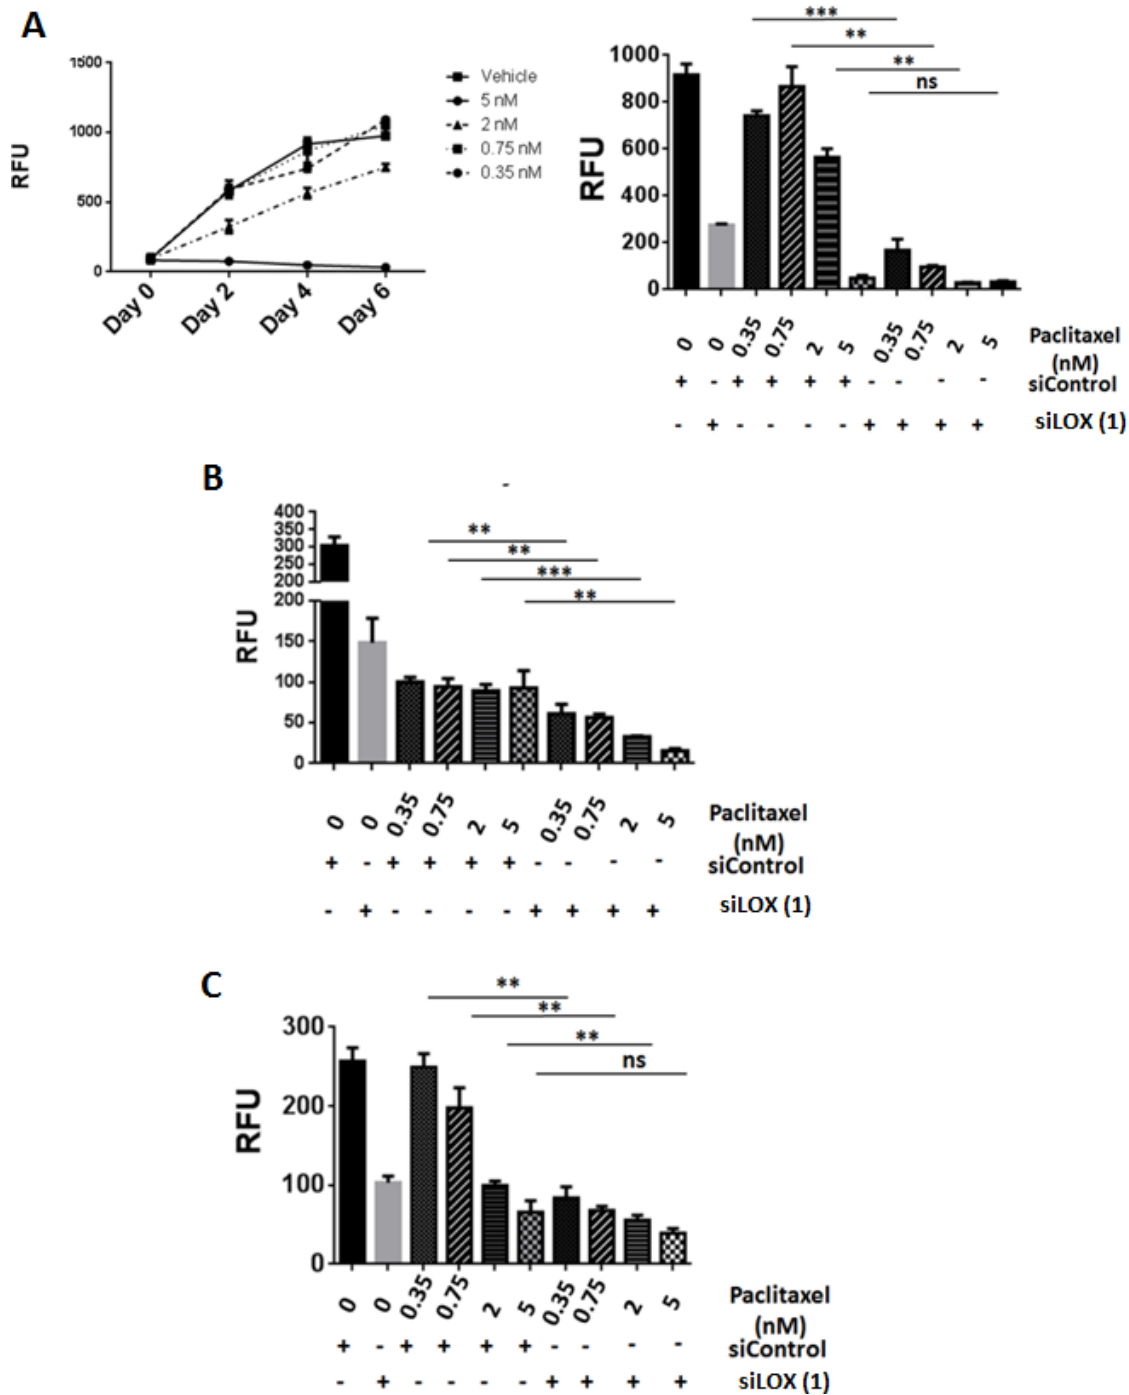 A
1500
1000
500
0
RFU
Day 0
Day 2
Day 4
Day 6
Vehicle
5 nM
2 nM
0.75 nM
0.35 nM
***
**
**
ns
1000
800
600
400
200
0
RFU
0 0 0.35 0.75 2 5 0.35 0.75 2 5
Paclitaxel
(nM)
+ - + + + + - - - - siControl
- + - - - - + + + + siLOX (1)
B
-
**
**
***
**
400
350
300
250
200
200
150
100
50
0
RFU
0 0 0.35 0.75 2 5 0.35 0.75 2 5
Paclitaxel
(nM)
+ - + + + + - - - - siControl
- + - - - - + + + + siLOX (1)
C
**
**
**
ns
300
200
100
0
RFU
0 0 0.35 0.75 2 5 0.35 0.75 2 5
Paclitaxel
(nM)
+ - + + + + - - - - siControl
- + - - - - + + + + siLOX (1)